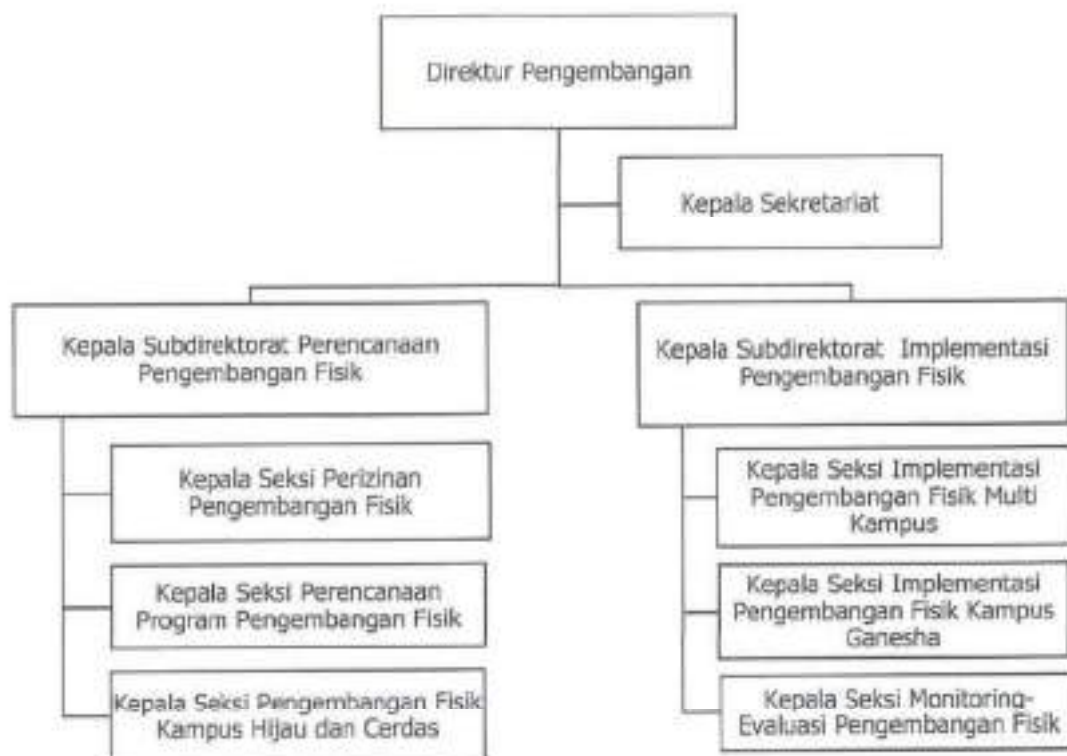 Direktur Pengembangan
Kepala Sekretariat
Kepala Subdirektorat Perencanaan
Pengembangan Fisik
Kepala Seksi Perizinan
Pengembangan Fisik
Kepala Seksi Perencanaan
Program Pengembangan Fisik
Kepala Seksi Pengembangan Fisik
Kampus Hijau dan Cerdas
Kepala Subdirektorat Implementasi
Pengembangan Fisik
Kepala Seksi Implementasi
Pengembangan Fisik Multi
Kampus
Kepala Seksi Implementasi
Pengembangan Fisik Kampus
Ganesha
Kepala Seksi Monitoring-
Evaluasi Pengembangan Fisik